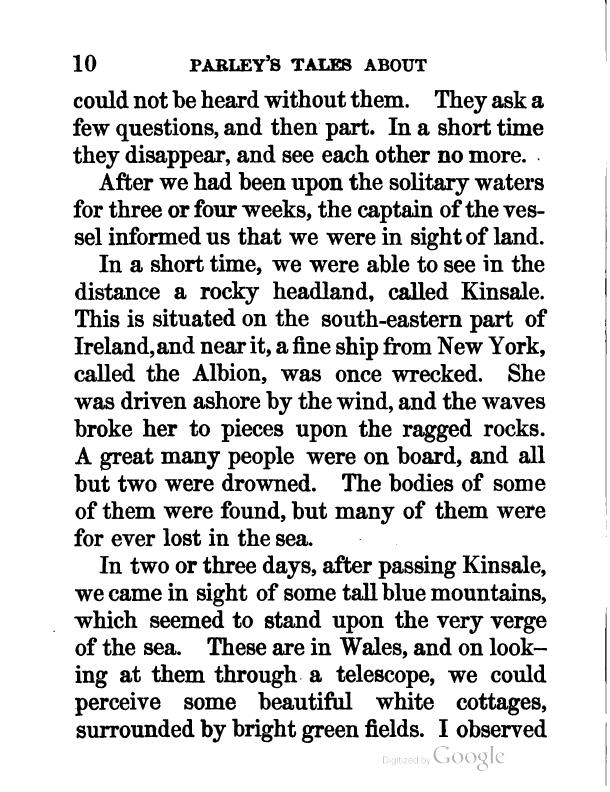 10 PARLEY'S TALES ABOUT
could not be heard without them. They ask a
few questions, and then part. In a short time
they disappear, and see each other no more.
After we had been upon the solitary waters
for three or four weeks, the captain of the ves-
sel informed us that we were in sight of land.
In a short time, we were able to see in the
distance a rocky headland, called Kinsale.
This is situated on the south-eastern part of
Ireland, and near it, a fine ship from New York,
called the Albion, was once wrecked. She
was driven ashore by the wind, and the waves
broke her to pieces upon the ragged rocks.
A great many people were on board, and all
but two were drowned. The bodies of some
of them were found, but many of them were
for ever lost in the sea.
In two or three days, after passing Kinsale,
we came in sight of some tall blue mountains,
which seemed to stand upon the very verge
of the sea. These are in Wales, and on look-
ing at them through a telescope, we could
perceive some beautiful white cottages,
surrounded by bright green fields. I observed
Digitized by Google